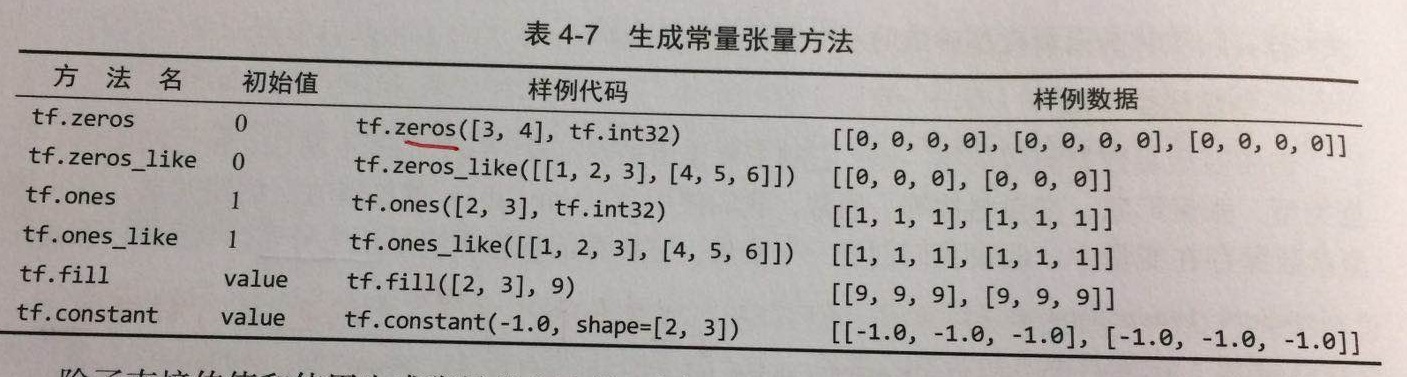 表 4-7 生成常量张量方法
方 法 名 初始值 样例代码 样例数据
tf.zeros 0 tf.zeros([3, 4], tf.int32) [[0, 0, 0, 0], [0, 0, 0, 0], [0, 0, 0, 0]]
tf.zeros_like 0 tf.zeros_like([[1, 2, 3], [4, 5, 6]]) [[0, 0, 0], [0, 0, 0]]
tf.ones 1 tf.ones([2, 3], tf.int32) [[1, 1, 1], [1, 1, 1]]
tf.ones_like 1 tf.ones_like([[1, 2, 3], [4, 5, 6]]) [[1, 1, 1], [1, 1, 1]]
tf.fill value tf.fill([2, 3], 9) [[9, 9, 9], [9, 9, 9]]
tf.constant value tf.constant(-1.0, shape=[2, 3]) [[-1.0, -1.0, -1.0], [-1.0, -1.0, -1.0]]